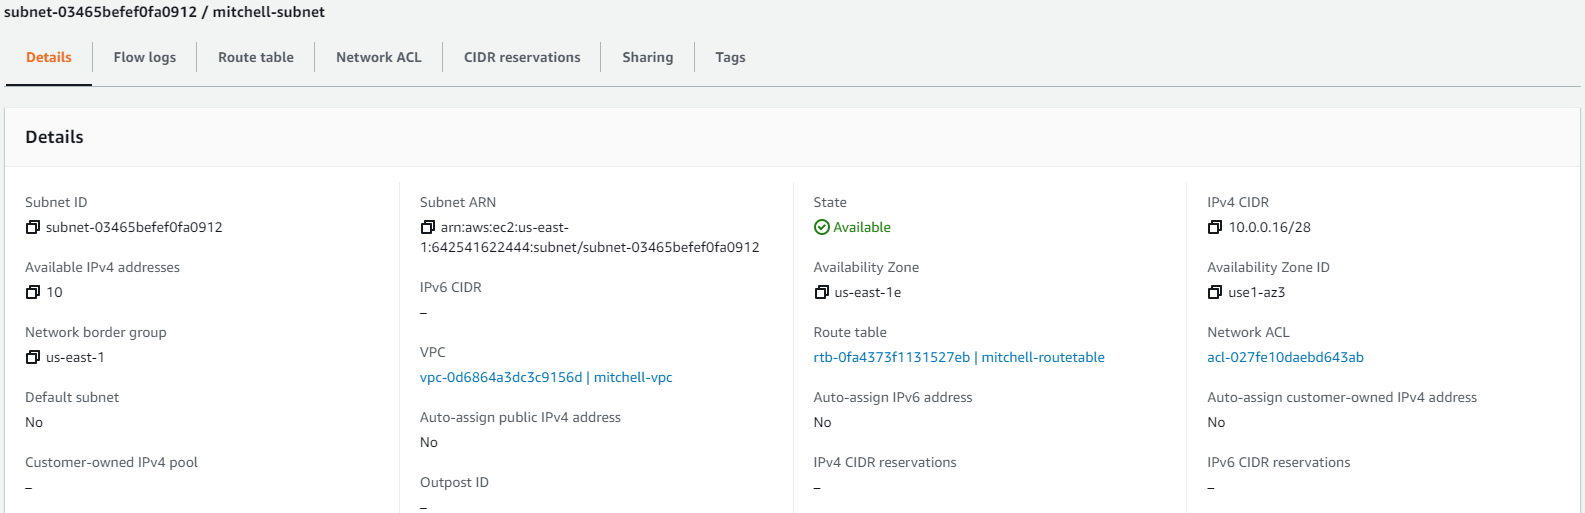 subnet-03465befef0fa0912 / mitchell-subnet
Details
Flow logs
Route table
Network ACL
CIDR reservations
Sharing
Tags
Details
Subnet ID
subnet-03465befef0fa0912
Available IPv4 addresses
10
Network border group
us-east-1
Default subnet
No
Customer-owned IPv4 pool
–
Subnet ARN
arn:aws:ec2:us-east-
1:642541622444:subnet/subnet-03465befef0fa0912
IPv6 CIDR
–
VPC
vpc-0d6864a3dc3c9156d | mitchell-vpc
Auto-assign public IPv4 address
No
Outpost ID
–
State
Available
Availability Zone
us-east-1e
Route table
rtb-0fa4373f1131527eb | mitchell-routetable
Auto-assign IPv6 address
No
IPv4 CIDR reservations
–
IPv4 CIDR
10.0.0.16/28
Availability Zone ID
use1-az3
Network ACL
acl-027fe10daebd643ab
Auto-assign customer-owned IPv4 address
No
IPv6 CIDR reservations
–